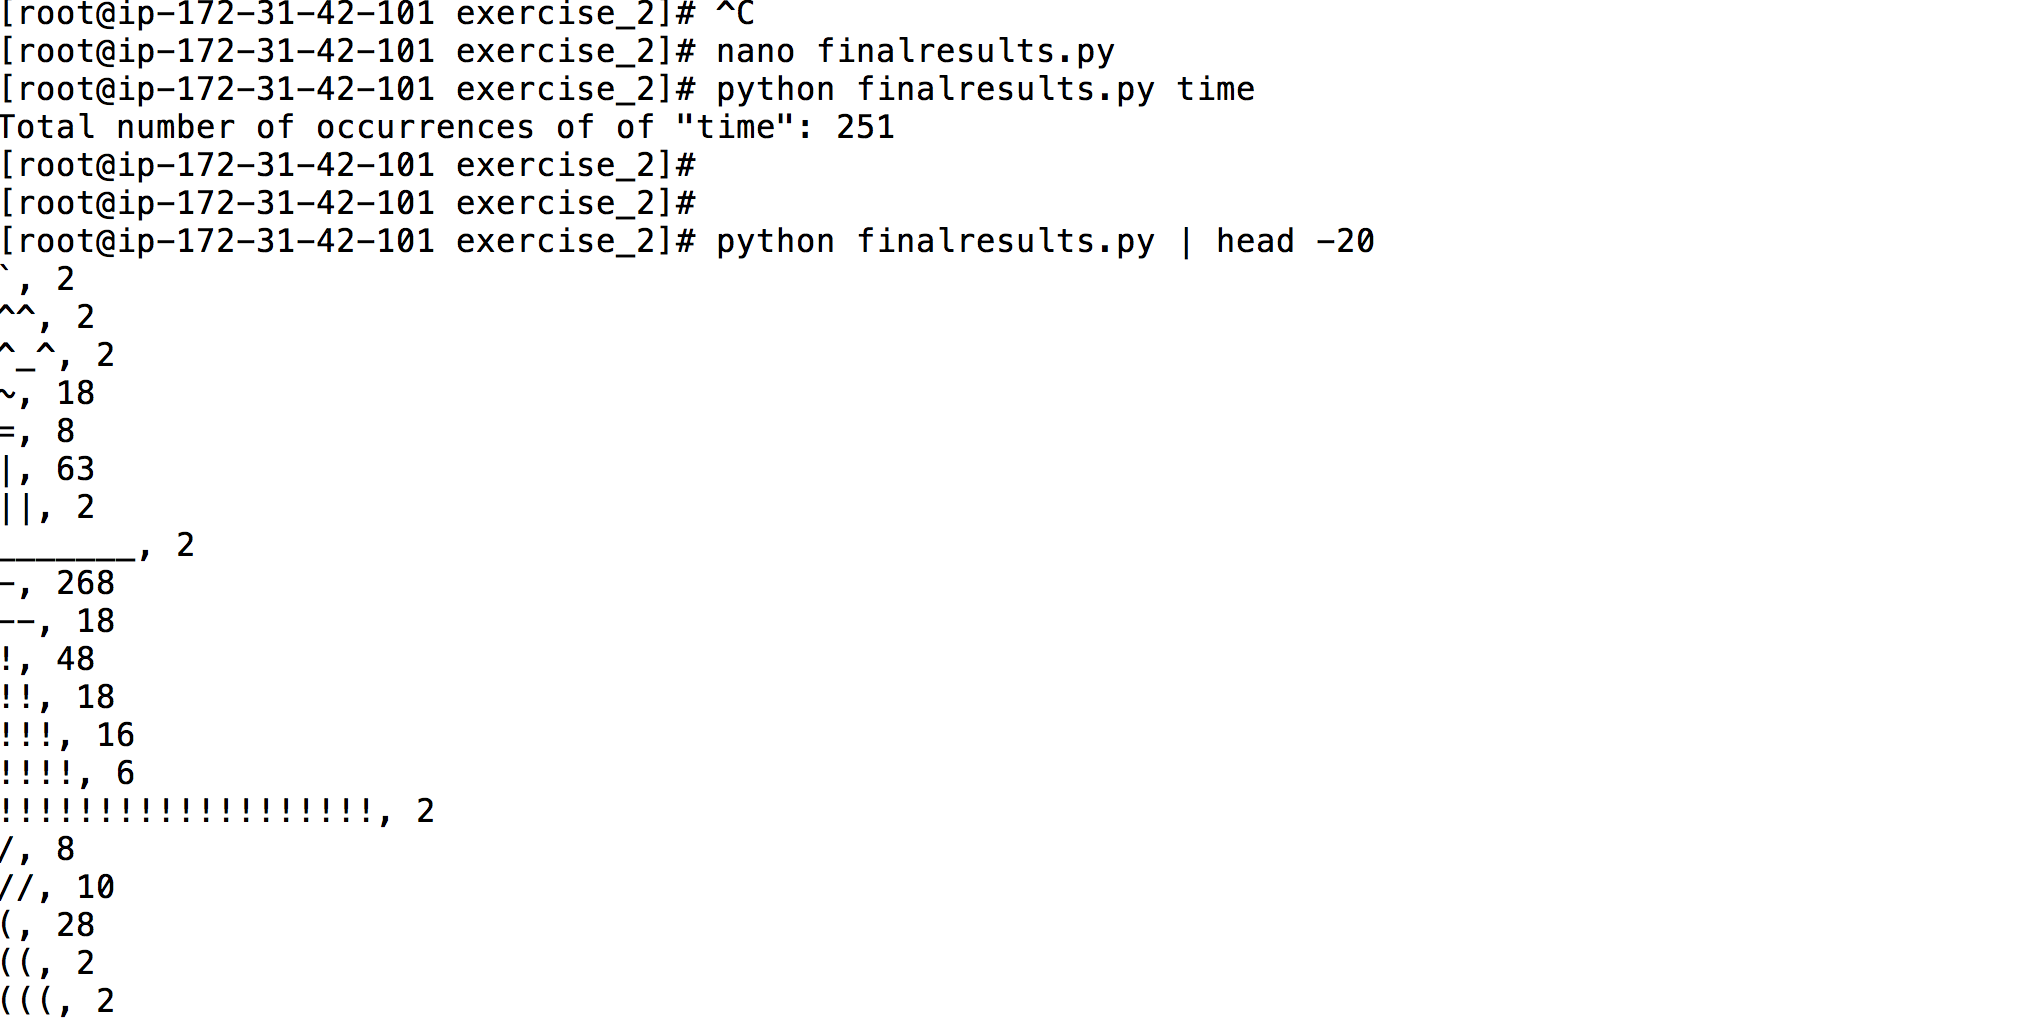 [root@ip-172-31-42-101 exercise_2]# ^C
[root@ip-172-31-42-101 exercise_2]# nano finalresults.py
[root@ip-172-31-42-101 exercise_2]# python finalresults.py time
Total number of occurrences of of "time": 251
[root@ip-172-31-42-101 exercise_2]#
[root@ip-172-31-42-101 exercise_2]#
[root@ip-172-31-42-101 exercise_2]# python finalresults.py | head -20
`, 2
^^, 2
^_^, 2
~, 18
=, 8
|, 63
||, 2
_______, 2
-, 268
--, 18
!, 48
!!, 18
!!!, 16
!!!!, 6
!!!!!!!!!!!!!!!!!!!, 2
/, 8
//, 10
(, 28
((, 2
(((, 2